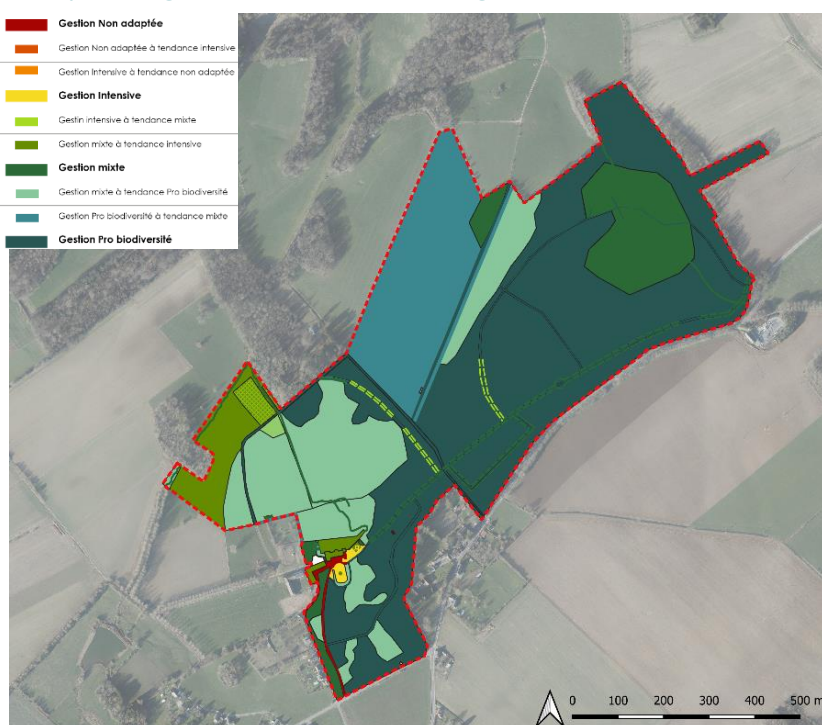 Gestion Non adaptée
Gestion Non adaptée à tendance intensive
Gestion Intensive à tendance non adaptée
Gestion Intensive
Gestin intensive à tendance mixte
Gestion mixte à tendance intensive
Gestion mixte
Gestion mixte à tendance Pro biodiversité
Gestion Pro biodiversité à tendance mixte
Gestion Pro biodiversité
0 100 200 300 400 500 m